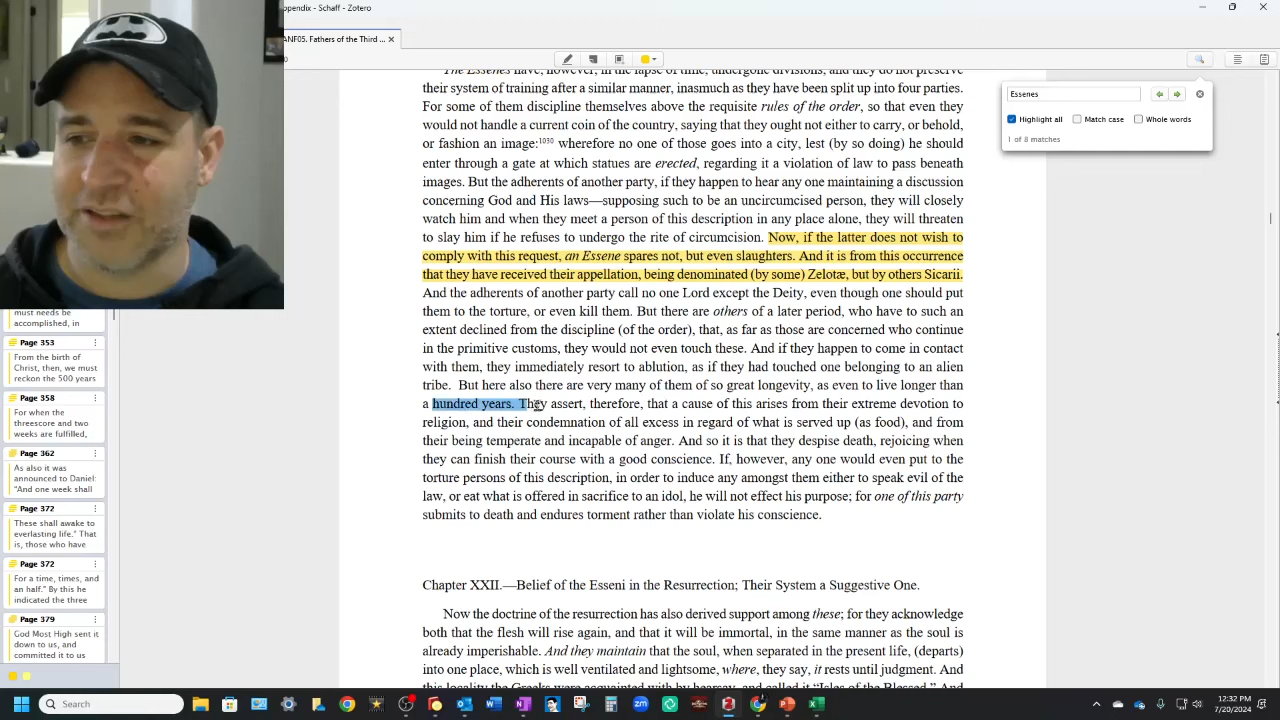 ppendix - Schaff - Zotero
ANF05. Fathers of the Third ...
The Essenes have, however, in the lapse of time, undergone divisions, and they do not preserve
their system of training after a similar manner, inasmuch as they have been split up into four parties.
For some of them discipline themselves above the requisite rules of the order, so that even they
would not handle a current coin of the country, saying that they ought not either to carry, or behold,
or fashion an image:1030 wherefore no one of those goes into a city, lest (by so doing) he should
enter through a gate at which statues are erected, regarding it a violation of law to pass beneath
images. But the adherents of another party, if they happen to hear any one maintaining a discussion
concerning God and His laws—supposing such to be an uncircumcised person, they will closely
watch him and when they meet a person of this description in any place alone, they will threaten
to slay him if he refuses to undergo the rite of circumcision. Now, if the latter does not wish to
comply with this request, an Essene spares not, but even slaughters. And it is from this occurrence
that they have received their appellation, being denominated (by some) Zelotæ, but by others Sicarii.
And the adherents of another party call no one Lord except the Deity, even though one should put
them to the torture, or even kill them. But there are others of a later period, who have to such an
extent declined from the discipline (of the order), that, as far as those are concerned who continue
in the primitive customs, they would not even touch these. And if they happen to come in contact
with them, they immediately resort to ablution, as if they had touched one belonging to an alien
tribe. But here also there are very many of them of so great longevity, as even to live longer than
a hundred years. They assert, therefore, that a cause of this arises from their extreme devotion to
religion, and their condemnation of all excess in regard of what is served up (as food), and from
their being temperate and incapable of anger. And so it is that they despise death, rejoicing when
they can finish their course with a good conscience. If, however, any one would even put to the
torture persons of this description, in order to induce any amongst them either to speak evil of the
law, or eat what is offered in sacrifice to an idol, he will not effect his purpose; for one of this party
submits to death and endures torment rather than violate his conscience.
Chapter XXII.—Belief of the Esseni in the Resurrection; Their System a Suggestive One.
Now the doctrine of the resurrection has also derived support among these; for they acknowledge
both that the flesh will rise again, and that it will be immortal, in the same manner as the soul is
already imperishable. And they maintain that the soul, when separated in the present life, (departs)
into one place, which is well ventilated and lightsome, where, they say, it rests until judgment. And
this locality the Greeks were acquainted with by hearsay, and called it "Isles of the Blessed." And
Essenes
Highlight all
Match case
Whole words
1 of 8 matches
must needs be
accomplished, in
Page 353
From the birth of
Christ, then, we must
reckon the 500 years
Page 358
For when the
threescore and two
weeks are fulfilled,
Page 362
As also it was
announced to Daniel:
"And one week shall
Page 372
These shall awake to
everlasting life." That
is, those who have
Page 372
For a time, times, and
an half." By this he
indicated the three
Page 379
God Most High sent it
down to us, and
committed it to us
Search
12:32 PM
7/20/2024